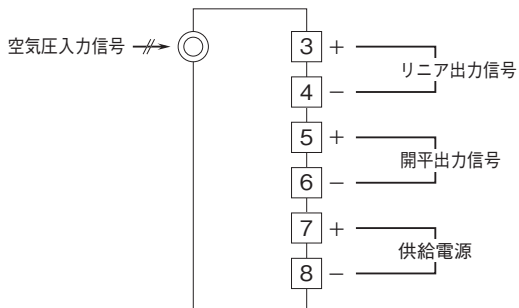 空気圧入力信号
3 +
リニア出力信号
4 −
5 +
開平出力信号
6 −
7 +
供給電源
8 −